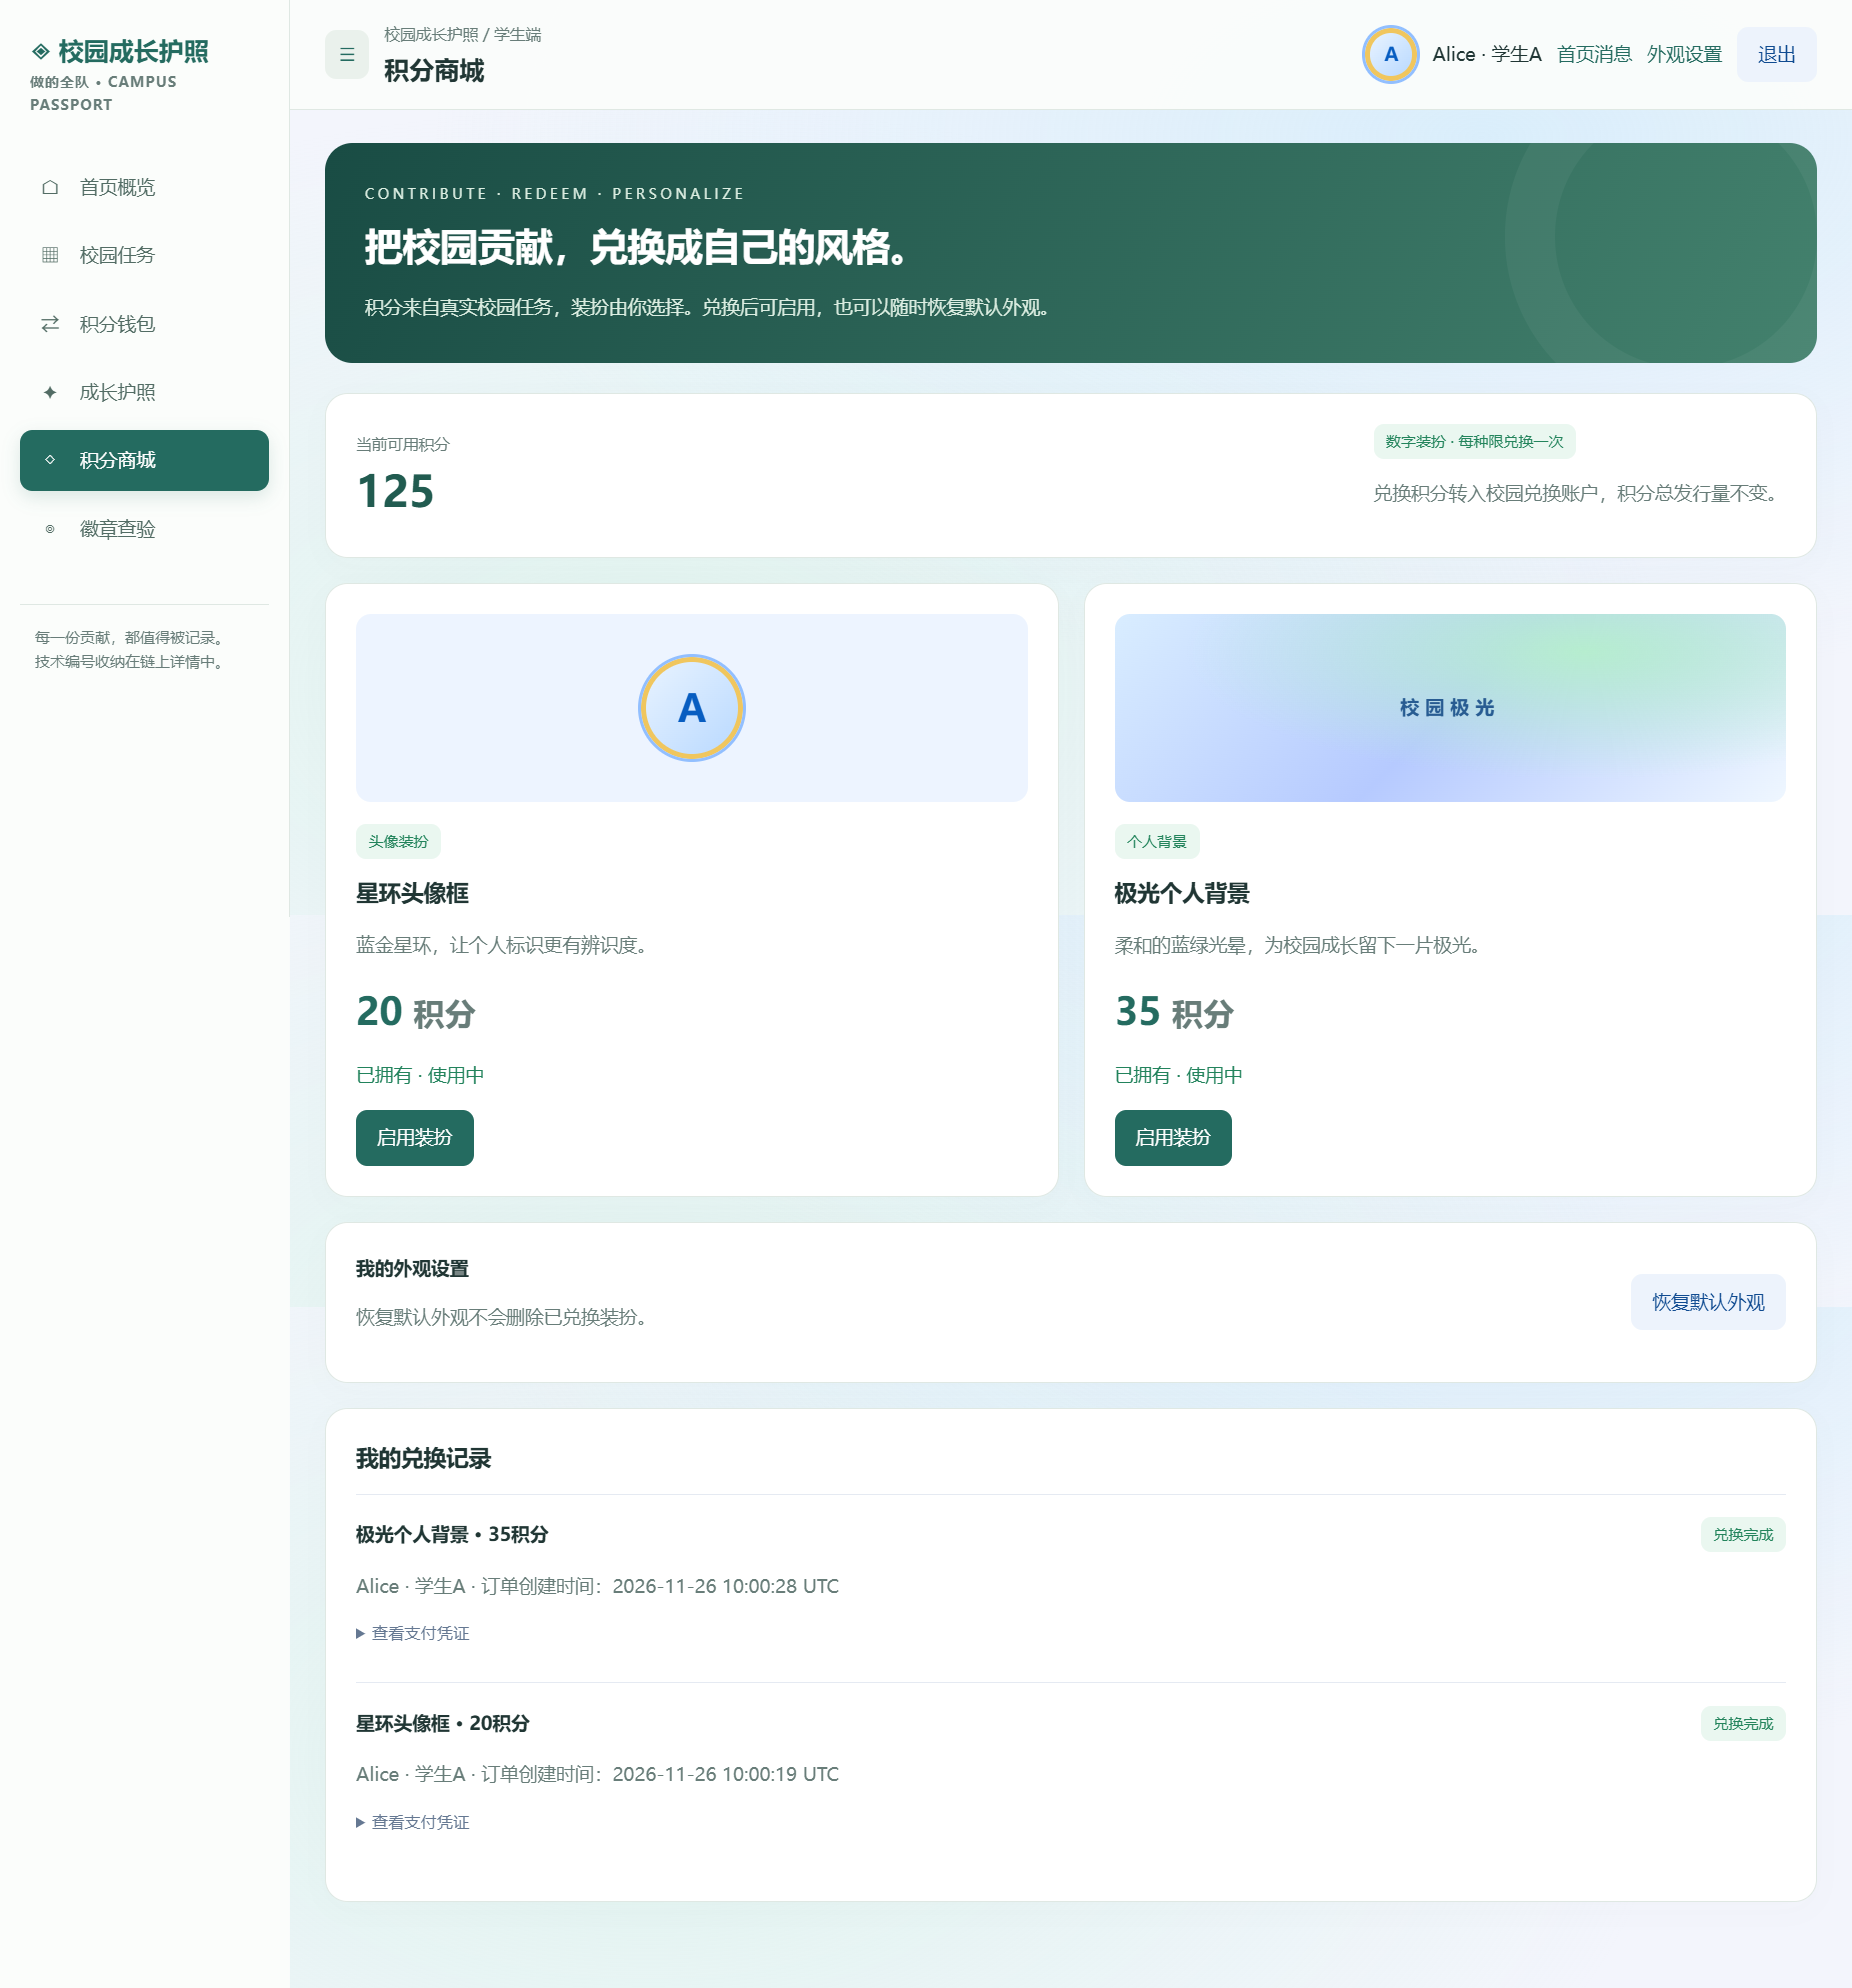 校园成长护照
做的全队 • CAMPUS
PASSPORT
首页概览
校园任务
积分钱包
成长护照
积分商城
徽章查验
每一份贡献，都值得被记录。
技术编号收纳在链上详情中。
校园成长护照 / 学生端
积分商城
A
Alice · 学生A
首页消息
外观设置
退出
CONTRIBUTE · REDEEM · PERSONALIZE
把校园贡献，兑换成自己的风格。
积分来自真实校园任务，装扮由你选择。兑换后可启用，也可以随时恢复默认外观。
当前可用积分
125
数字装扮 · 每种限兑换一次
兑换积分转入校园兑换账户，积分总发行量不变。
A
头像装扮
星环头像框
蓝金星环，让个人标识更有辨识度。
20 积分
已拥有 · 使用中
启用装扮
校园极光
个人背景
极光个人背景
柔和的蓝绿光晕，为校园成长留下一片极光。
35 积分
已拥有 · 使用中
启用装扮
我的外观设置
恢复默认外观不会删除已兑换装扮。
恢复默认外观
我的兑换记录
极光个人背景 • 35积分
兑换完成
Alice · 学生A · 订单创建时间：2026-11-26 10:00:28 UTC
查看支付凭证
星环头像框 • 20积分
兑换完成
Alice · 学生A · 订单创建时间：2026-11-26 10:00:19 UTC
查看支付凭证